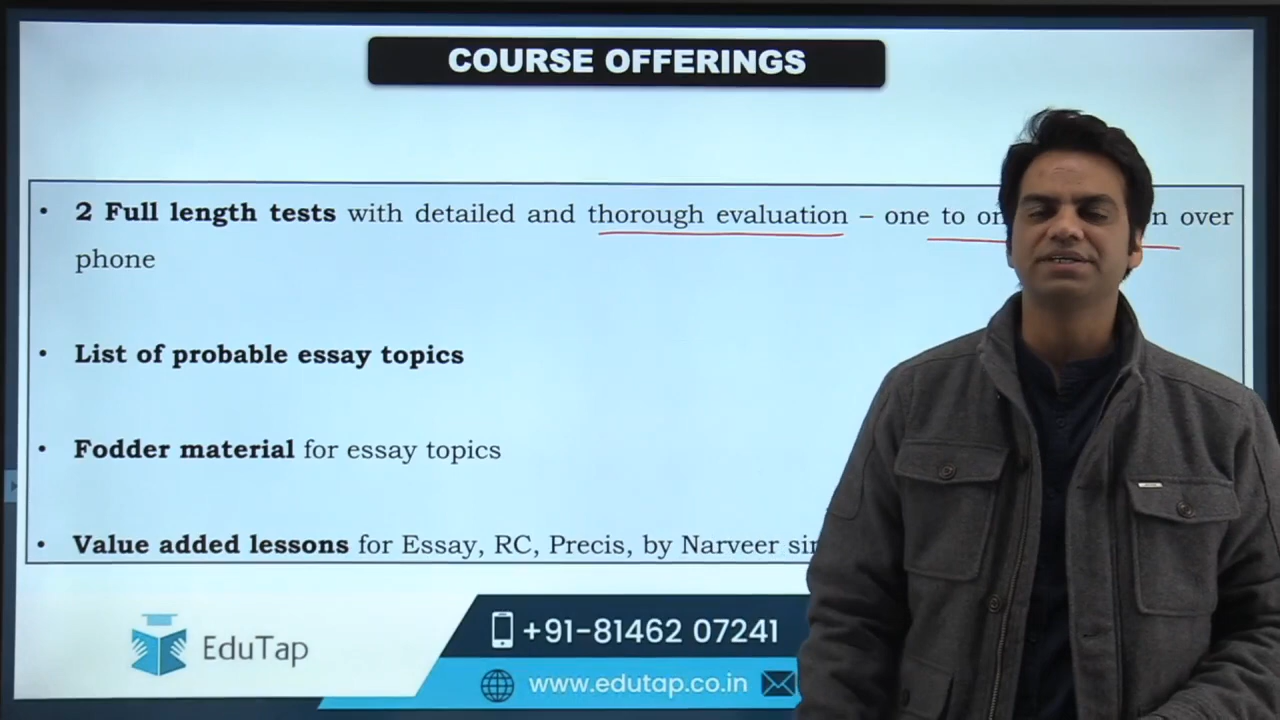 COURSE OFFERINGS
• 2 Full length tests with detailed and thorough evaluation – one to over
phone
• List of probable essay topics
• Fodder material for essay topics
• Value added lessons for Essay, RC, Precis, by Narveer
EduTap
+91-81462 07241
www.edutap.co.in